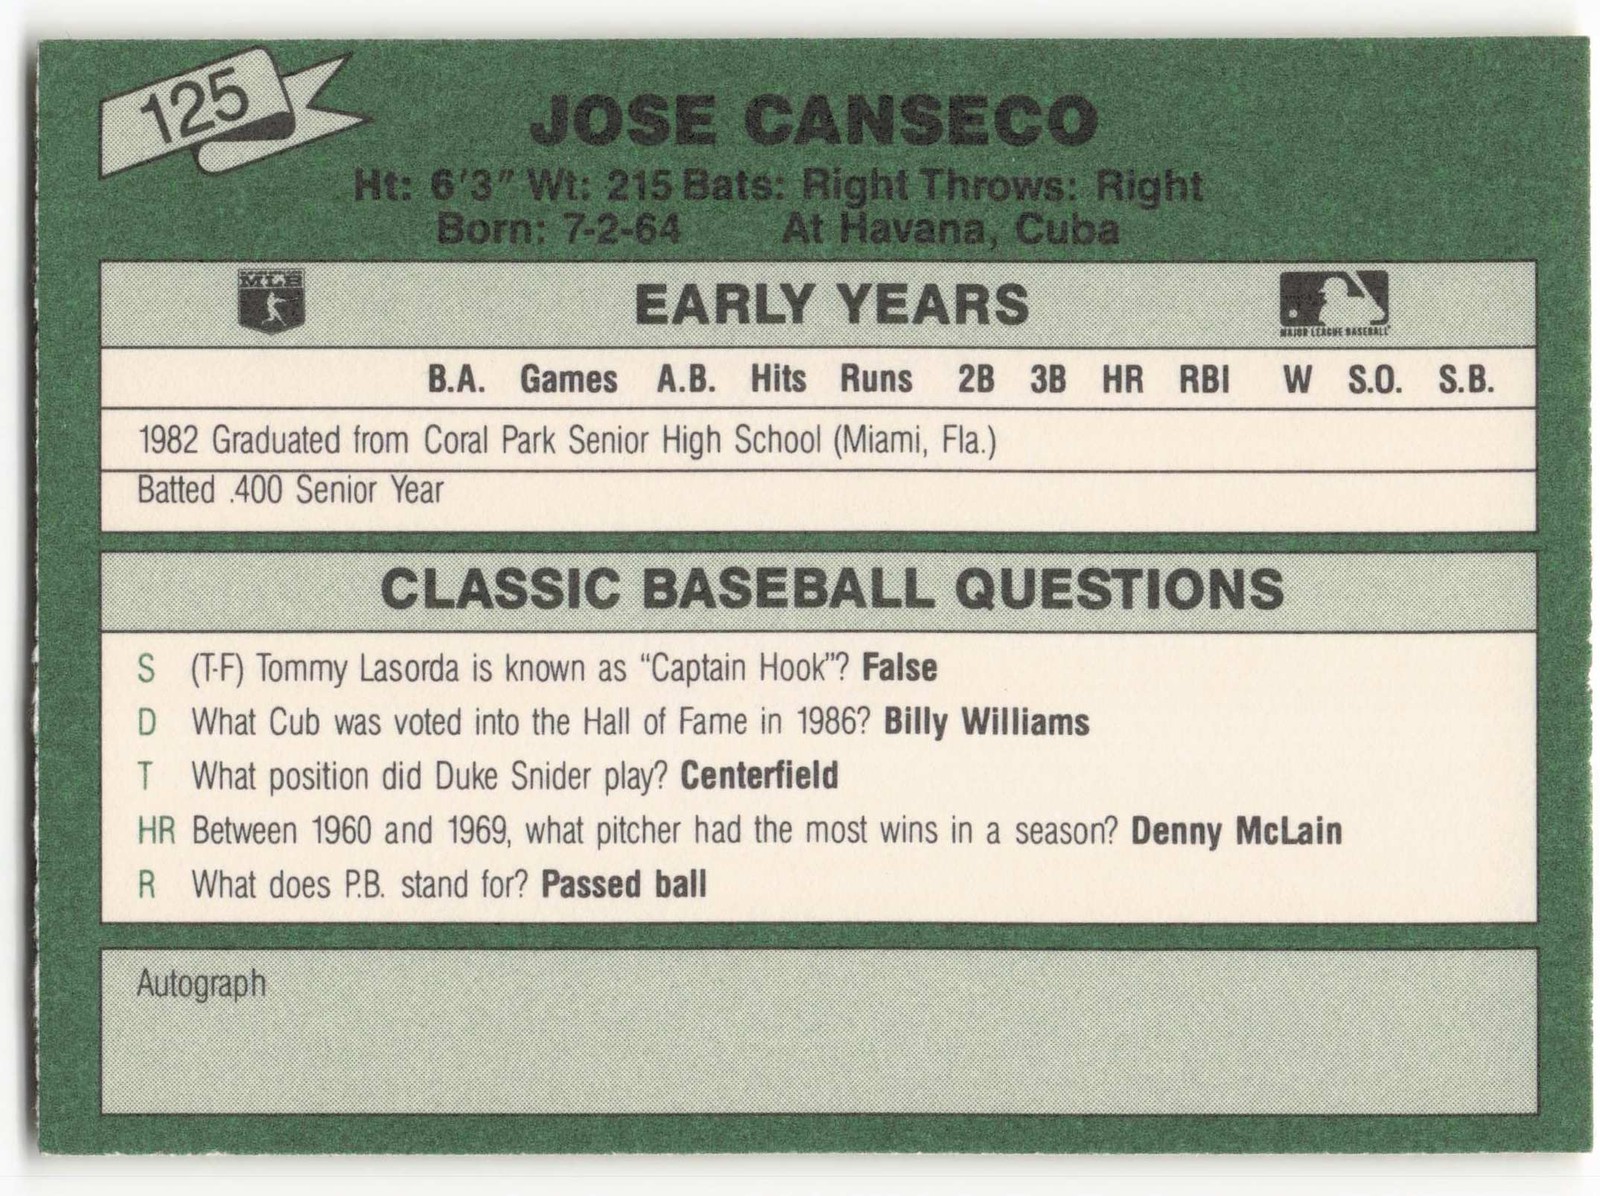 125
JOSE CANSECO
Ht: 6'3" Wt: 215 Bats: Right Throws: Right
Born: 7-2-64 At Havana, Cuba
MLB
EARLY YEARS
MAJOR LEAGUE BASEBALL
B.A. Games A.B. Hits Runs 2B 3B HR RBI W S.O. S.B.
1982 Graduated from Coral Park Senior High School (Miami, Fla.)
Batted .400 Senior Year
CLASSIC BASEBALL QUESTIONS
S (T-F) Tommy Lasorda is known as “Captain Hook”? False
D What Cub was voted into the Hall of Fame in 1986? Billy Williams
T What position did Duke Snider play? Centerfield
HR Between 1960 and 1969, what pitcher had the most wins in a season? Denny McLain
R What does P.B. stand for? Passed ball
Autograph